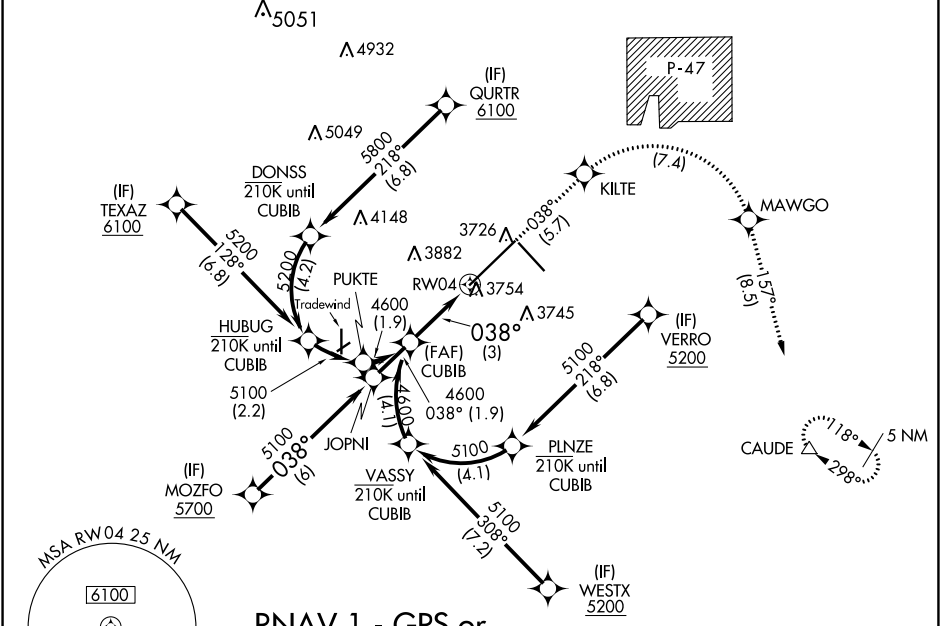 5051
4932
P-47
(IF)
QURTR
6100
5049
5800
218°
(6.8)
DONSS
210K until
CUBIB
(7.4)
KILTE
(IF)
TEXAZ
6100
4148
MAWGO
5200
128°
(6.8)
5200
(4.2)
3726
038°
(5.7)
3882
PUKTE
RW04
3754
157°
(8.5)
Tradewind
4600
(1.9)
3745
HUBUG
210K until
CUBIB
038°
(3)
(IF)
VERRO
5200
(FAF)
CUBIB
5100
218°
(6.8)
5100
(2.2)
4600
(4.1)
4600
038° (1.9)
JOPNI
5100
038°
(6)
5100
(4.1)
PLNZE
210K until
CUBIB
CAUDE
118°
298°
5 NM
(IF)
MOZFO
5700
VASSY
210K until
CUBIB
5100
308°
(7.2)
MSA RW04 25 NM
6100
(IF)
WESTX
5200
RNAV 1 - GPS or